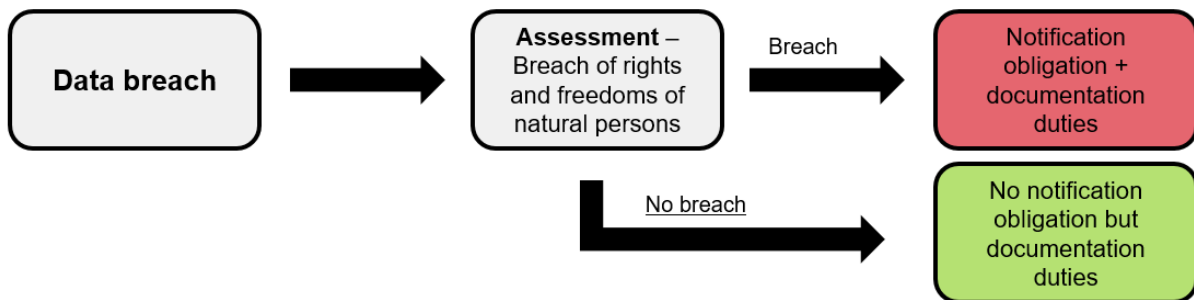 Data breach
Assessment –
Breach of rights
and freedoms of
natural persons
Breach
Notification
obligation +
documentation
duties
No breach
No notification
obligation but
documentation
duties